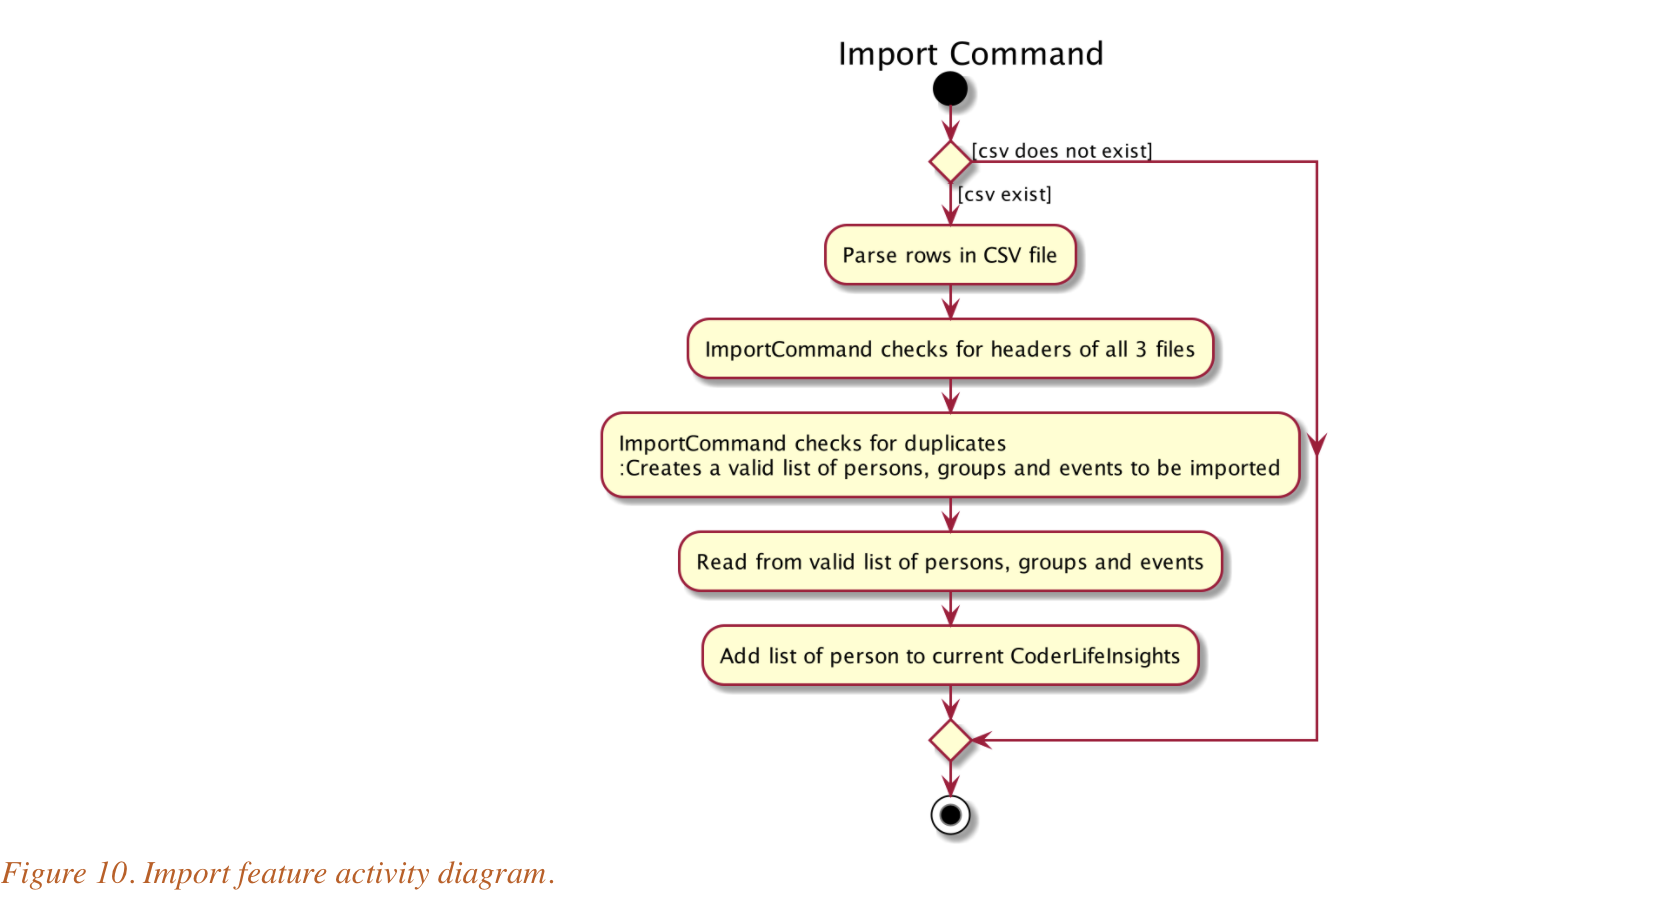 Import Command
[csv does not exist]
[csv exist]
Parse rows in CSV file
ImportCommand checks for headers of all 3 files
ImportCommand checks for duplicates
:Creates a valid list of persons, groups and events to be imported
Read from valid list of persons, groups and events
Add list of person to current CoderLifeInsights
Figure 10. Import feature activity diagram.